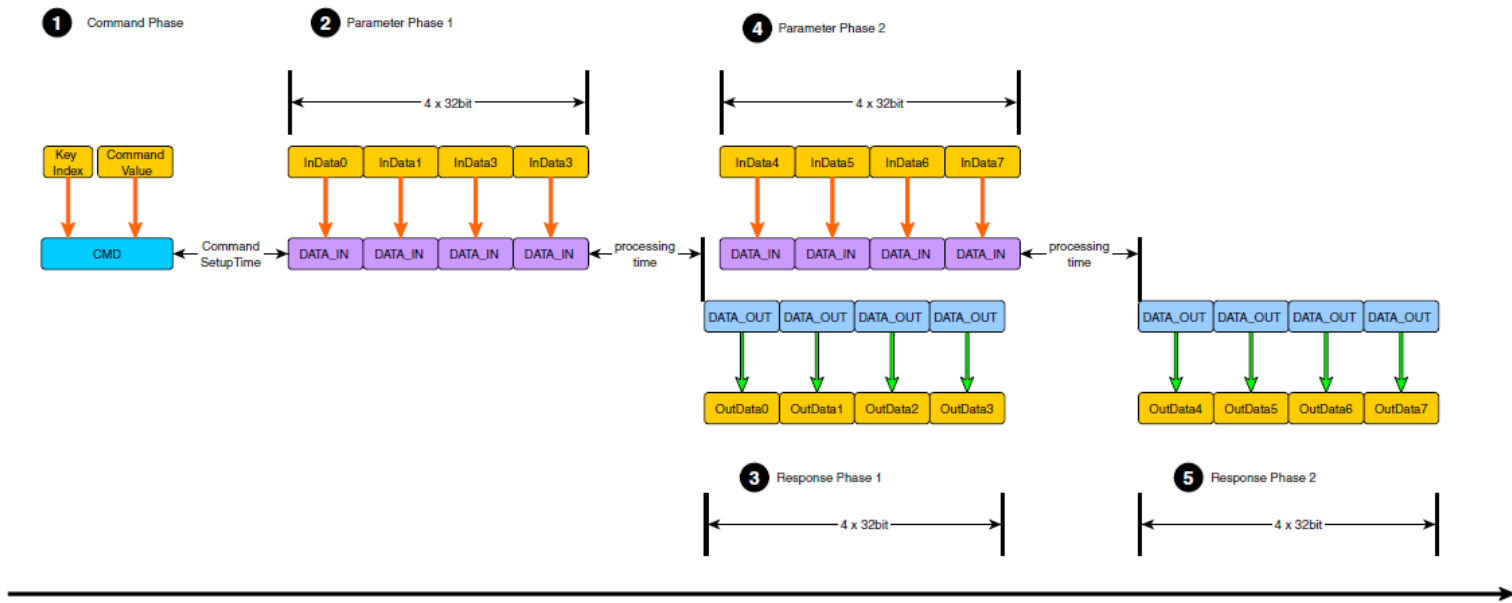 1 Command Phase
2 Parameter Phase 1
4 Parameter Phase 2
4 x 32bit
4 x 32bit
Key
Index
Command
Value
InData0
InData1
InData3
InData3
InData4
InData5
InData6
InData7
CMD
Command
SetupTime
DATA_IN
DATA_IN
DATA_IN
DATA_IN
processing
time
DATA_IN
DATA_IN
DATA_IN
DATA_IN
processing
time
DATA_OUT
DATA_OUT
DATA_OUT
DATA_OUT
DATA_OUT
DATA_OUT
DATA_OUT
DATA_OUT
OutData0
OutData1
OutData2
OutData3
OutData4
OutData5
OutData6
OutData7
3 Response Phase 1
5 Response Phase 2
4 x 32bit
4 x 32bit